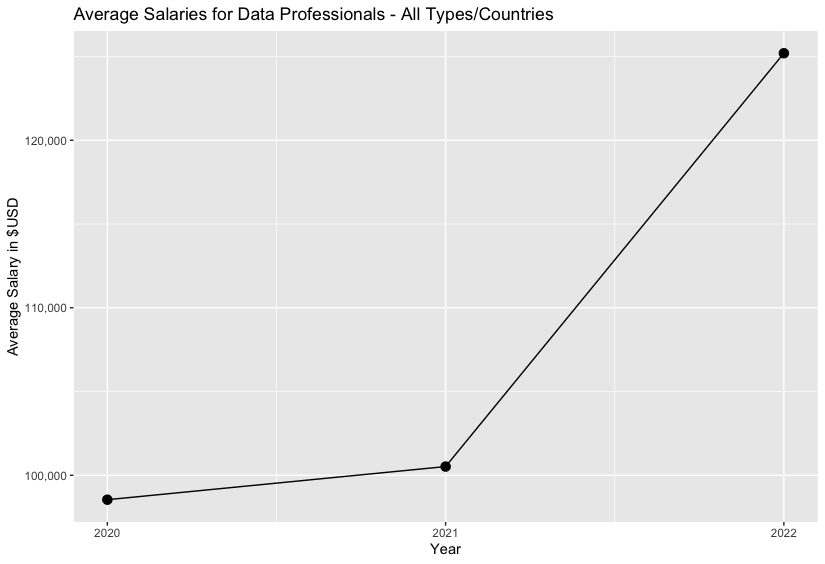 Average Salaries for Data Professionals - All Types/Countries
Average Salary in $USD
120,000
110,000
100,000
2020
2021
2022
Year